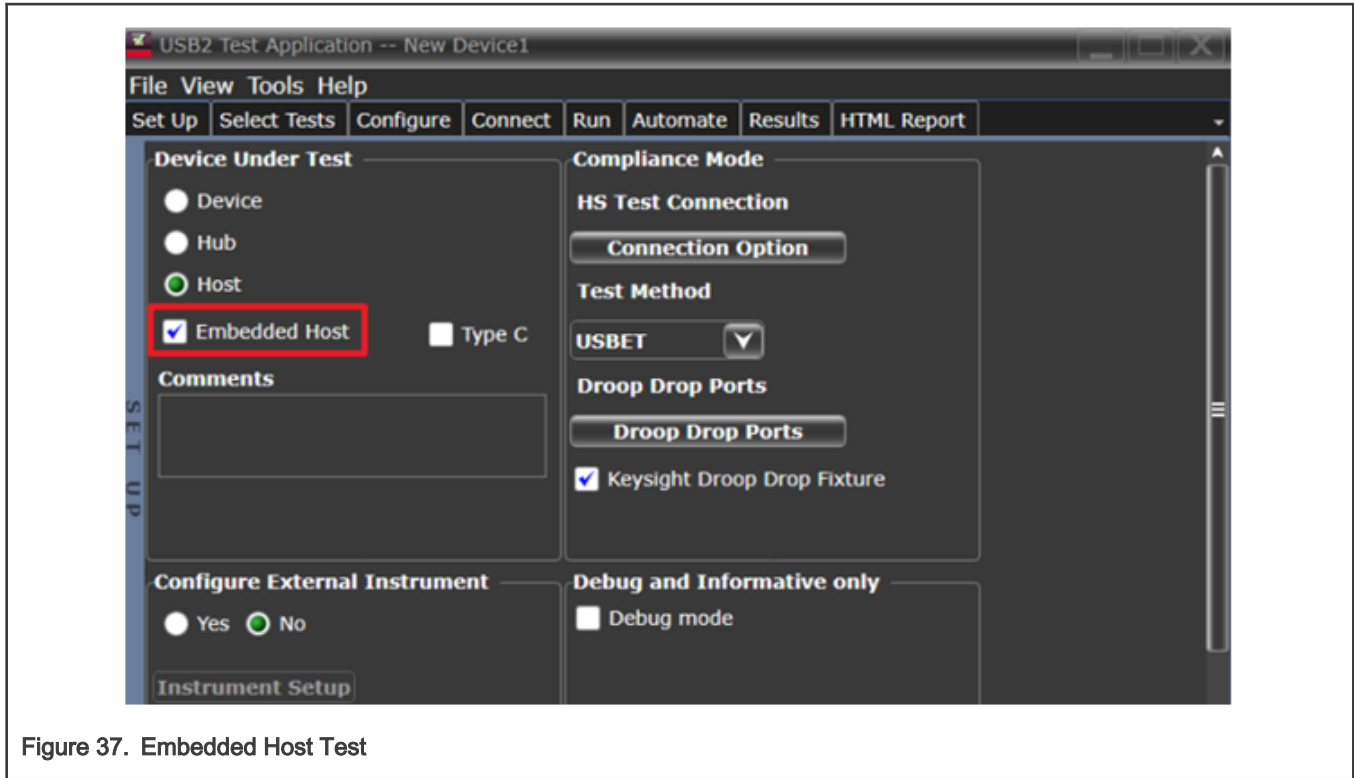 USB2 Test Application -- New Device1
File View Tools Help
Set Up Select Tests Configure Connect Run Automate Results HTML Report
Device Under Test
Device
Hub
Host
Embedded Host
Type C
Comments
Compliance Mode
HS Test Connection
Connection Option
Test Method
USBET
Droop Drop Ports
Droop Drop Ports
Keysight Droop Drop Fixture
SET UP
Configure External Instrument
Yes No
Instrument Setup
Debug and Informative only
Debug mode
Figure 37. Embedded Host Test